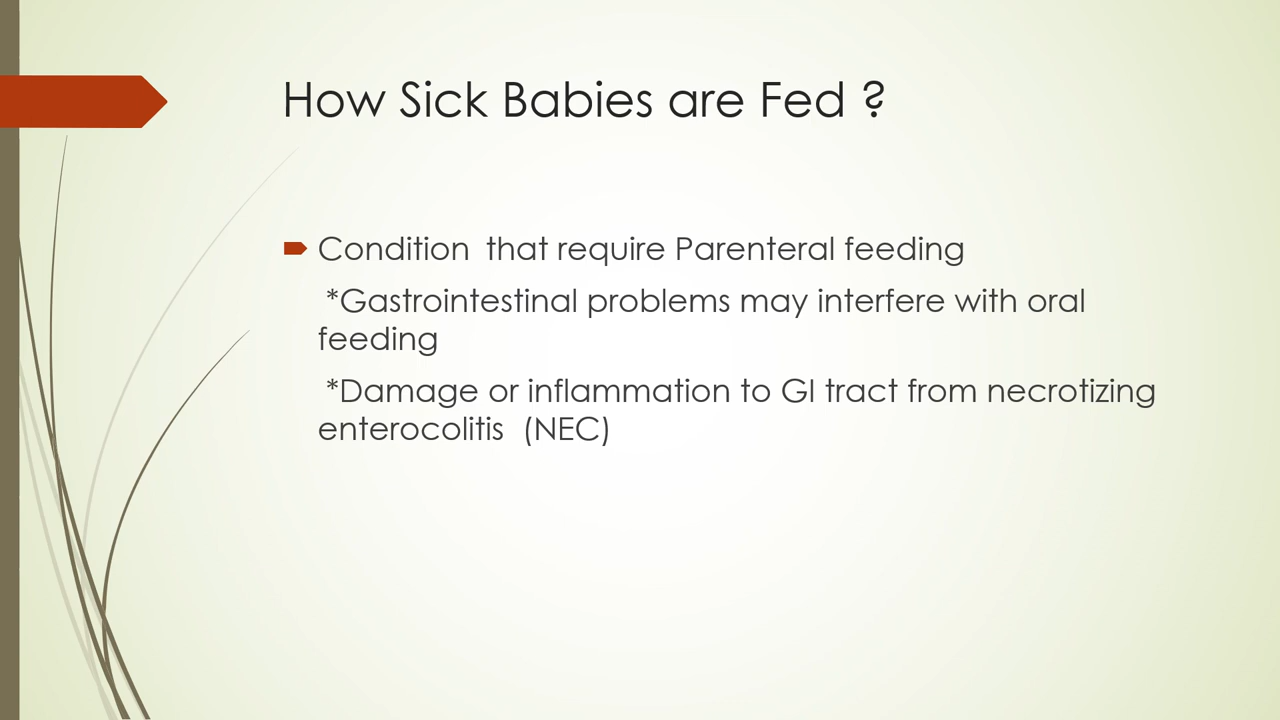 How Sick Babies are Fed ?
Condition  that require Parenteral feeding
*Gastrointestinal problems may interfere with oral
feeding
*Damage or inflammation to GI tract from necrotizing
enterocolitis  (NEC)